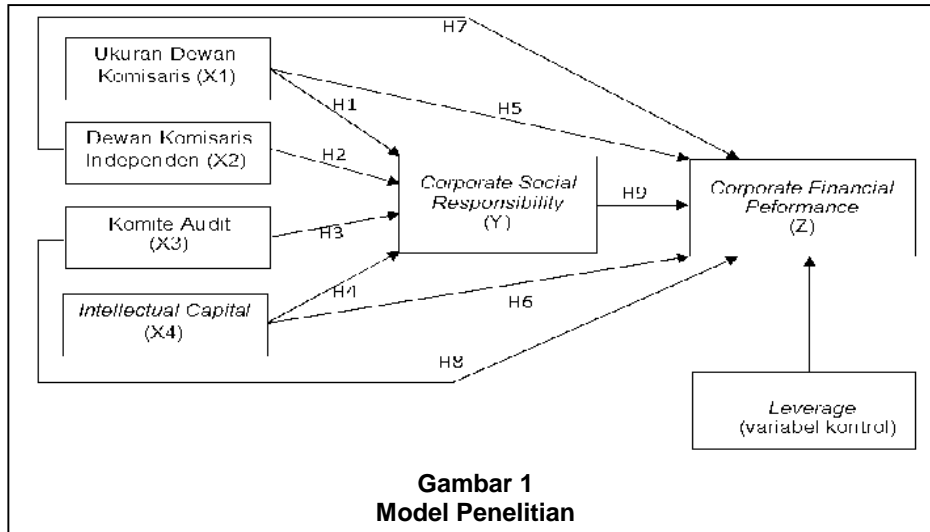 H7
Ukuran Dewan
Komisaris (X1)
H1
H5
Dewan Komisaris
Independen (X2)
H2
Corporate Social
Responsibility
(Y)
H9
Corporate Financial
Peformance
(Z)
Komite Audit
(X3)
H3
H4
Intellectual Capital
(X4)
H6
H8
Leverage
(variabel kontrol)
Gambar 1
Model Penelitian